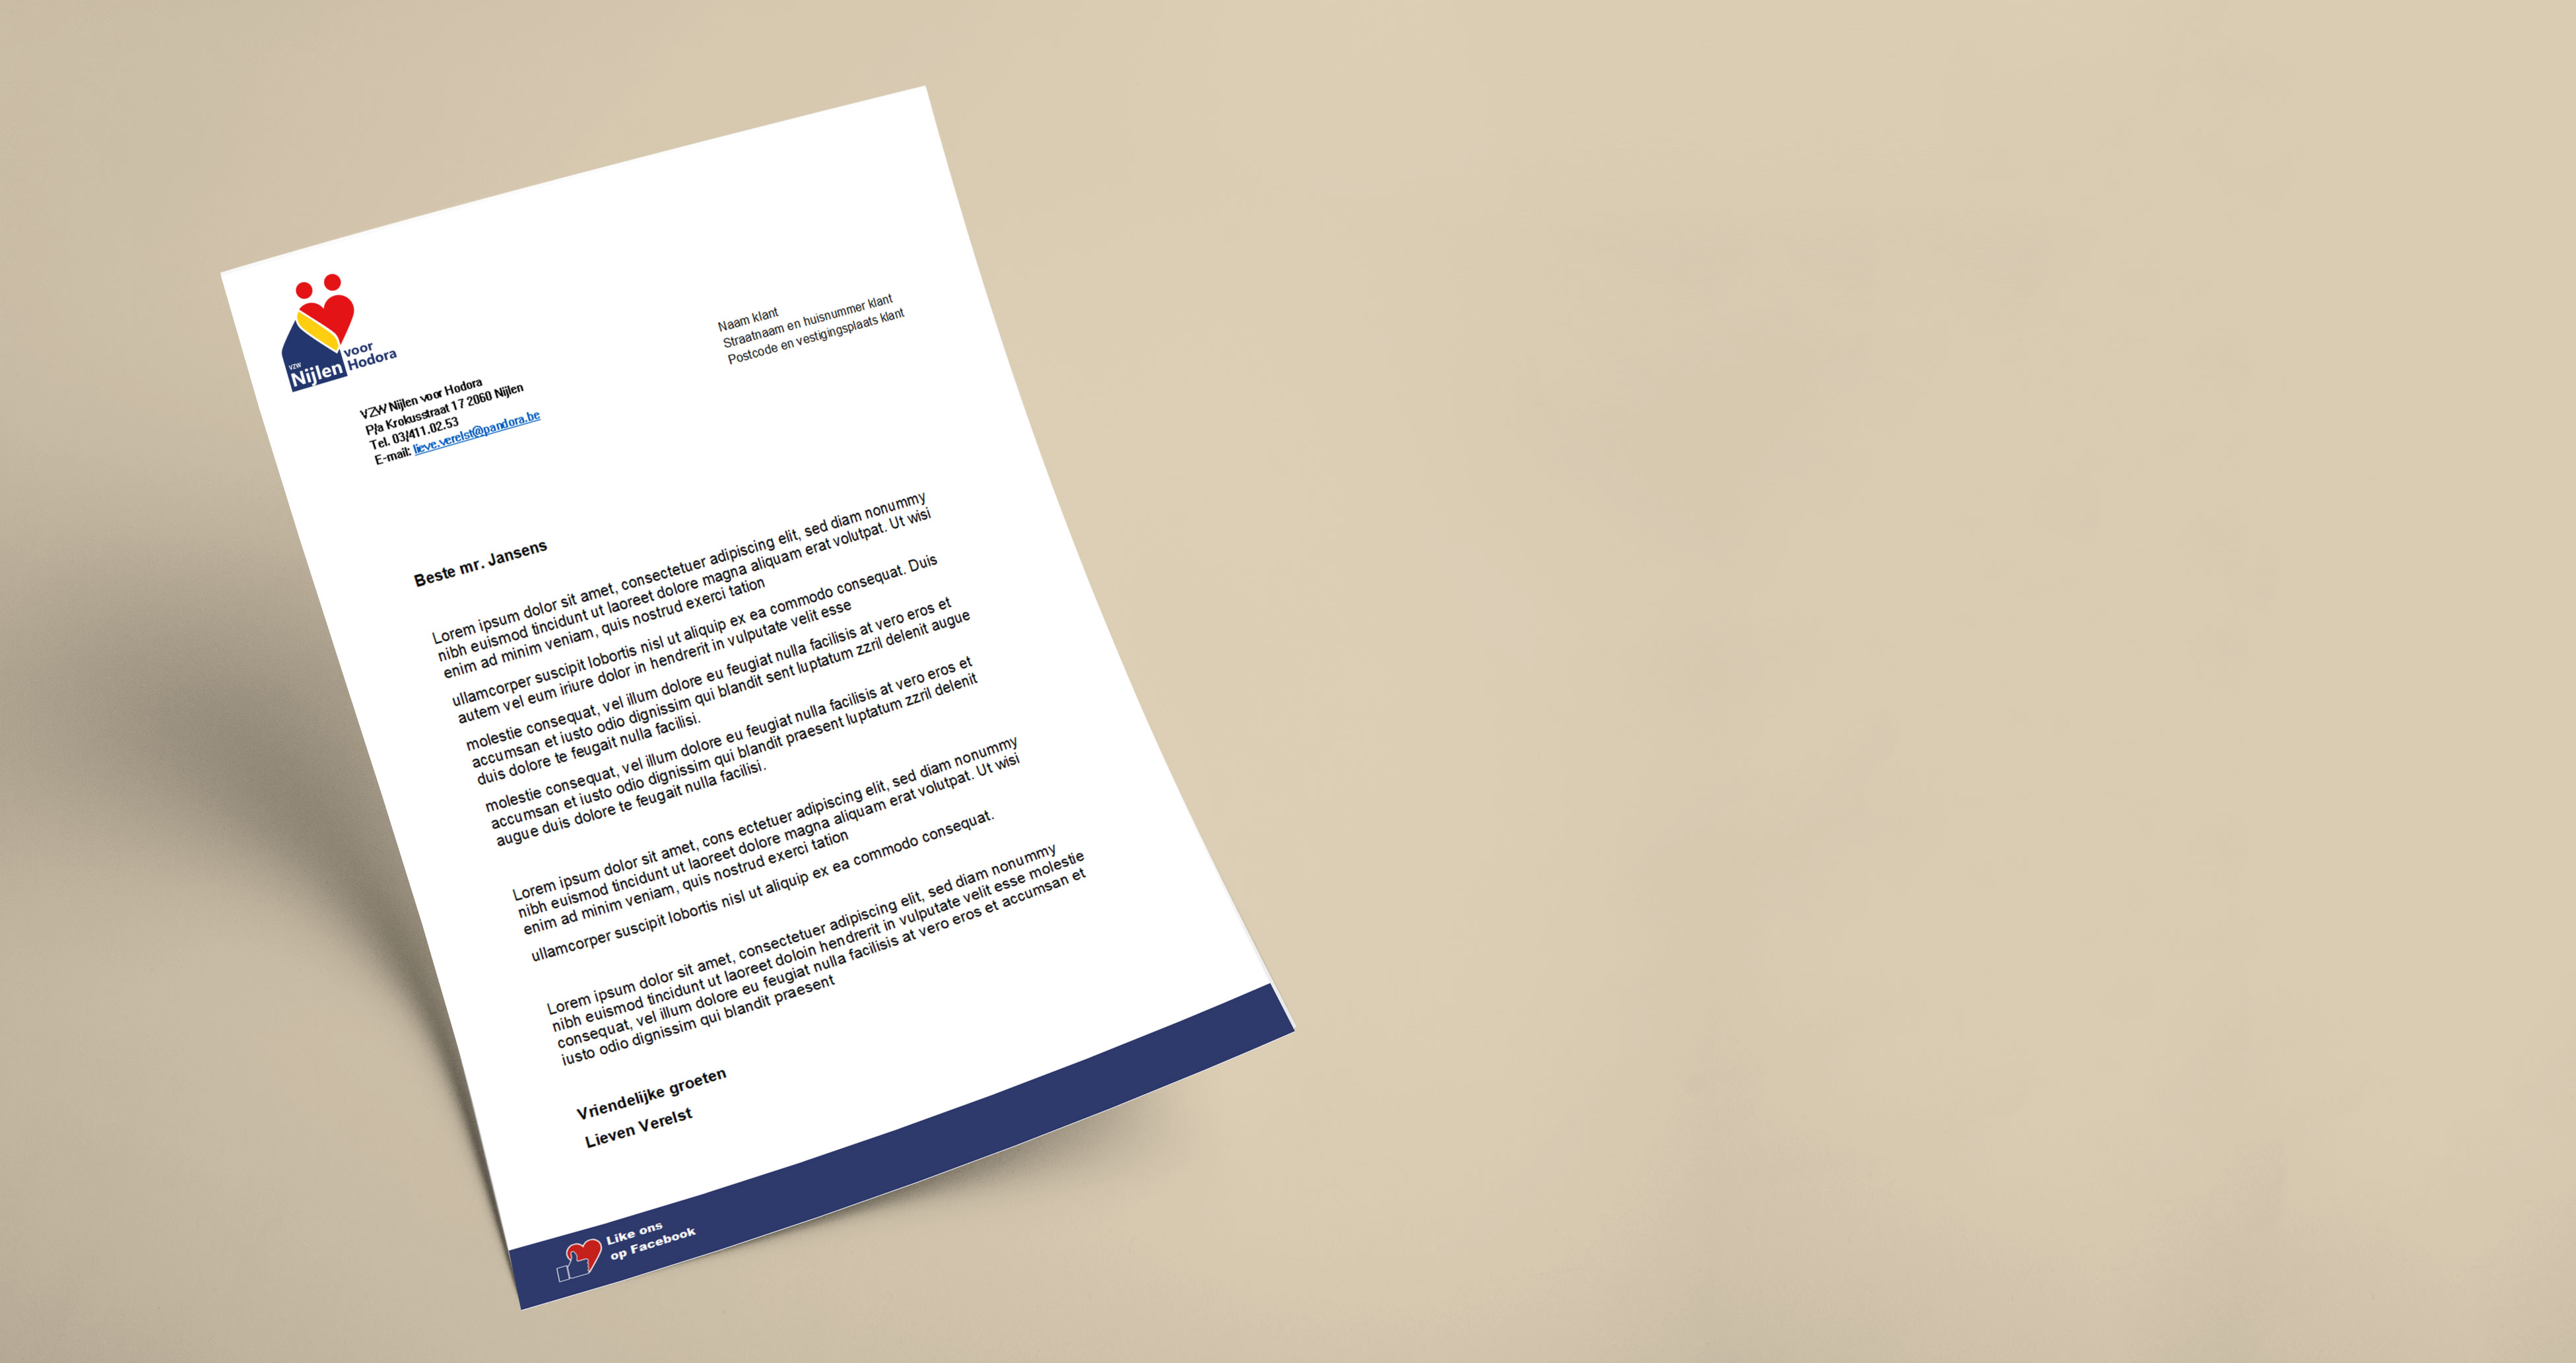 vzw
Nijlen
voor
Hodora
VZW Nijlen voor Hodora
P/a Krokusstraat 17 2060 Nijlen
Tel. 03/411.02.53
E-mail: lieve.verelst@pandora.be
Naam klant
Straatnaam en huisnummer klant
Postcode en vestigingsplaats klant
Beste mr. Jansens
Lorem ipsum dolor sit amet, consectetuer adipiscing elit, sed diam nonummy
nibh euismod tincidunt ut laoreet dolore magna aliquam erat volutpat. Ut wisi
enim ad minim veniam, quis nostrud exerci tation
ullamcorper suscipit lobortis nisl ut aliquip ex ea commodo consequat. Duis
autem vel eum iriure dolor in hendrerit in vulputate velit esse
molestie consequat, vel illum dolore eu feugiat nulla facilisis at vero eros et
accumsan et iusto odio dignissim qui blandit sent luptatum zzril delenit augue
duis dolore te feugait nulla facilisi.
molestie consequat, vel illum dolore eu feugiat nulla facilisis at vero eros et
accumsan et iusto odio dignissim qui blandit praesent luptatum zzril delenit
augue duis dolore te feugait nulla facilisi.
Lorem ipsum dolor sit amet, cons ectetuer adipiscing elit, sed diam nonummy
nibh euismod tincidunt ut laoreet dolore magna aliquam erat volutpat. Ut wisi
enim ad minim veniam, quis nostrud exerci tation
ullamcorper suscipit lobortis nisl ut aliquip ex ea commodo consequat.
Lorem ipsum dolor sit amet, consectetuer adipiscing elit, sed diam nonummy
nibh euismod tincidunt ut laoreet doloin hendrerit in vulputate velit esse molestie
consequat, vel illum dolore eu feugiat nulla facilisis at vero eros et accumsan et
iusto odio dignissim qui blandit praesent
Vriendelijke groeten
Lieven Verelst
Like ons
op Facebook